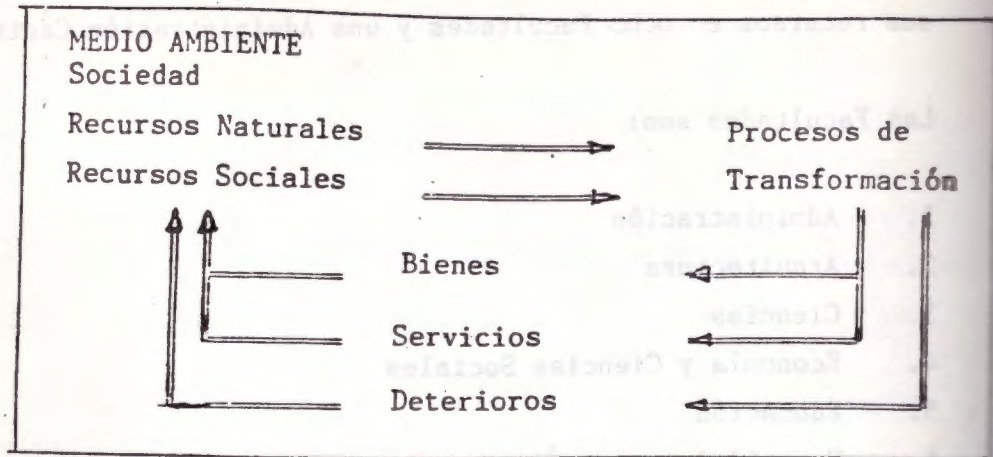 MEDIO AMBIENTE
Sociedad
Recursos Naturales
Recursos Sociales
Procesos de
Transformación
Bienes
Servicios
Deterioros